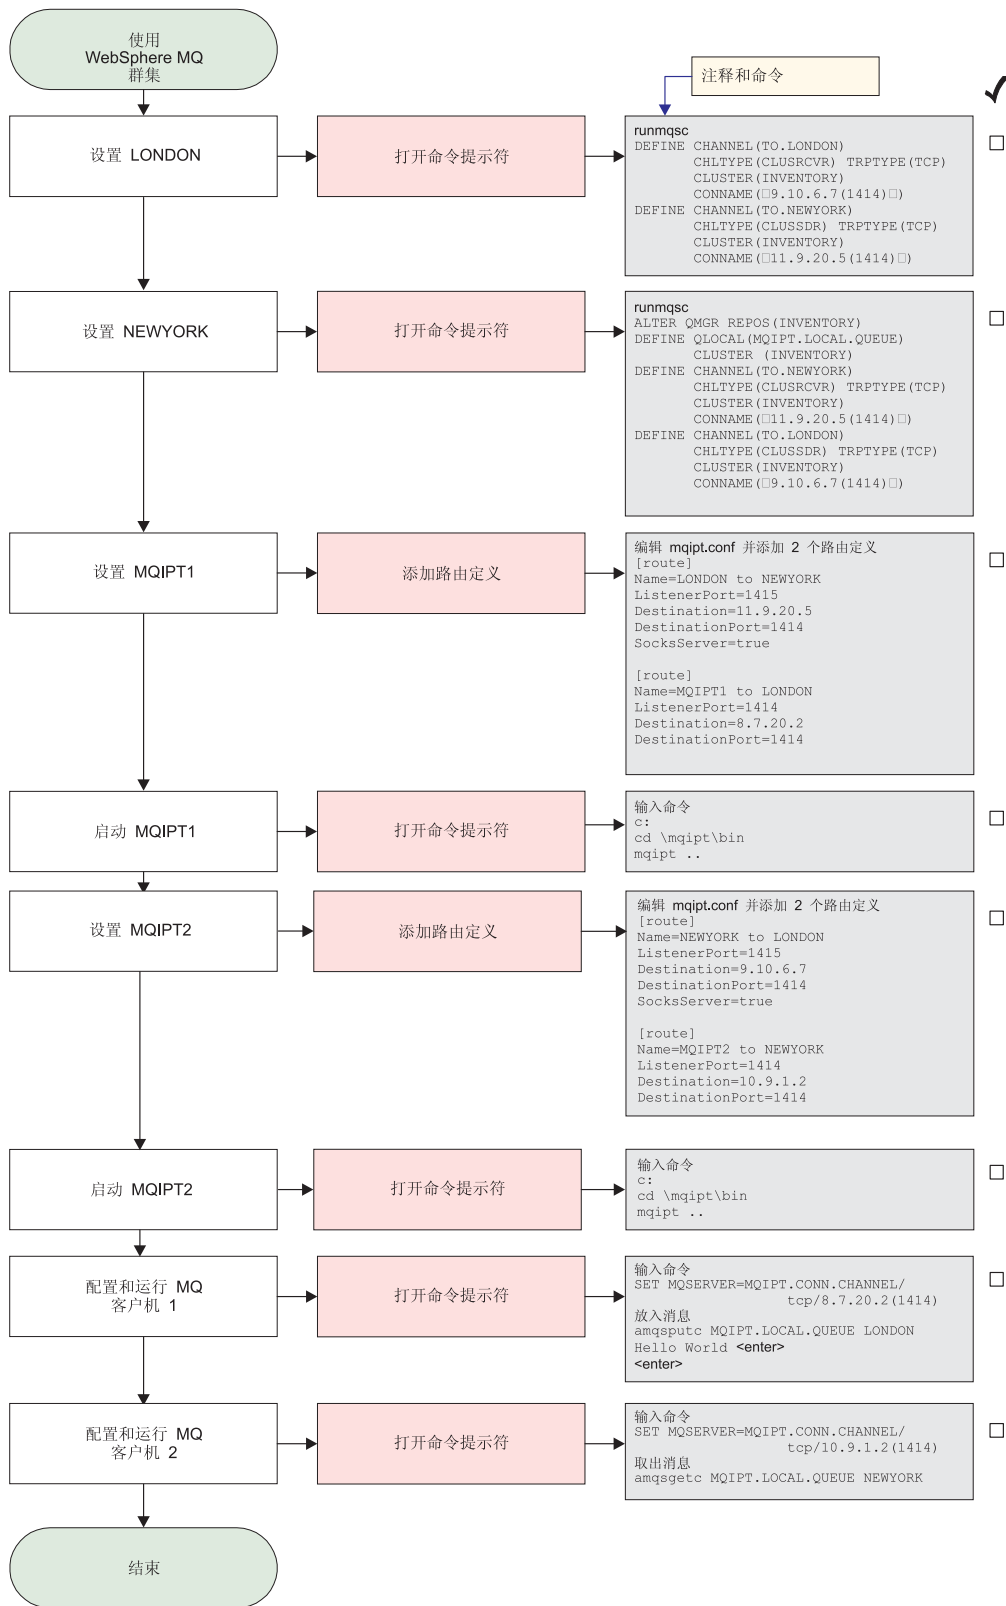 使用
WebSphere MQ
群集
注释和命令
设置 LONDON
打开命令提示符
runmqsc
DEFINE CHANNEL(TO.LONDON)
CHLTYPE(CLUSRCVR) TRPTYPE(TCP)
CLUSTER(INVENTORY)
CONNAME(□9.10.6.7(1414)□)
DEFINE CHANNEL(TO.NEWYORK)
CHLTYPE(CLUSSDR) TRPTYPE(TCP)
CLUSTER(INVENTORY)
CONNAME(□11.9.20.5(1414)□)
设置 NEWYORK
打开命令提示符
runmqsc
ALTER QMGR REPOS(INVENTORY)
DEFINE QLOCAL(MQIPT.LOCAL.QUEUE)
CLUSTER (INVENTORY)
DEFINE CHANNEL(TO.NEWYORK)
CHLTYPE(CLUSRCVR) TRPTYPE(TCP)
CLUSTER(INVENTORY)
CONNAME(□11.9.20.5(1414)□)
DEFINE CHANNEL(TO.LONDON)
CHLTYPE(CLUSSDR) TRPTYPE(TCP)
CLUSTER(INVENTORY)
CONNAME(□9.10.6.7(1414)□)
设置 MQIPT1
添加路由定义
编辑 mqipt.conf 并添加 2 个路由定义
[route]
Name=LONDON to NEWYORK
ListenerPort=1415
Destination=11.9.20.5
DestinationPort=1414
SocksServer=true
[route]
Name=MQIPT1 to LONDON
ListenerPort=1414
Destination=8.7.20.2
DestinationPort=1414
启动 MQIPT1
打开命令提示符
输入命令
c:
cd \mqipt\bin
mqipt ..
设置 MQIPT2
添加路由定义
编辑 mqipt.conf 并添加 2 个路由定义
[route]
Name=NEWYORK to LONDON
ListenerPort=1415
Destination=9.10.6.7
DestinationPort=1414
SocksServer=true
[route]
Name=MQIPT2 to NEWYORK
ListenerPort=1414
Destination=10.9.1.2
DestinationPort=1414
启动 MQIPT2
打开命令提示符
输入命令
c:
cd \mqipt\bin
mqipt ..
配置和运行 MQ
客户机 1
打开命令提示符
输入命令
SET MQSERVER=MQIPT.CONN.CHANNEL/
tcp/8.7.20.2(1414)
放入消息
amqsputc MQIPT.LOCAL.QUEUE LONDON
Hello World <enter>
<enter>
配置和运行 MQ
客户机 2
打开命令提示符
输入命令
SET MQSERVER=MQIPT.CONN.CHANNEL/
tcp/10.9.1.2(1414)
取出消息
amqsgetc MQIPT.LOCAL.QUEUE NEWYORK
结束